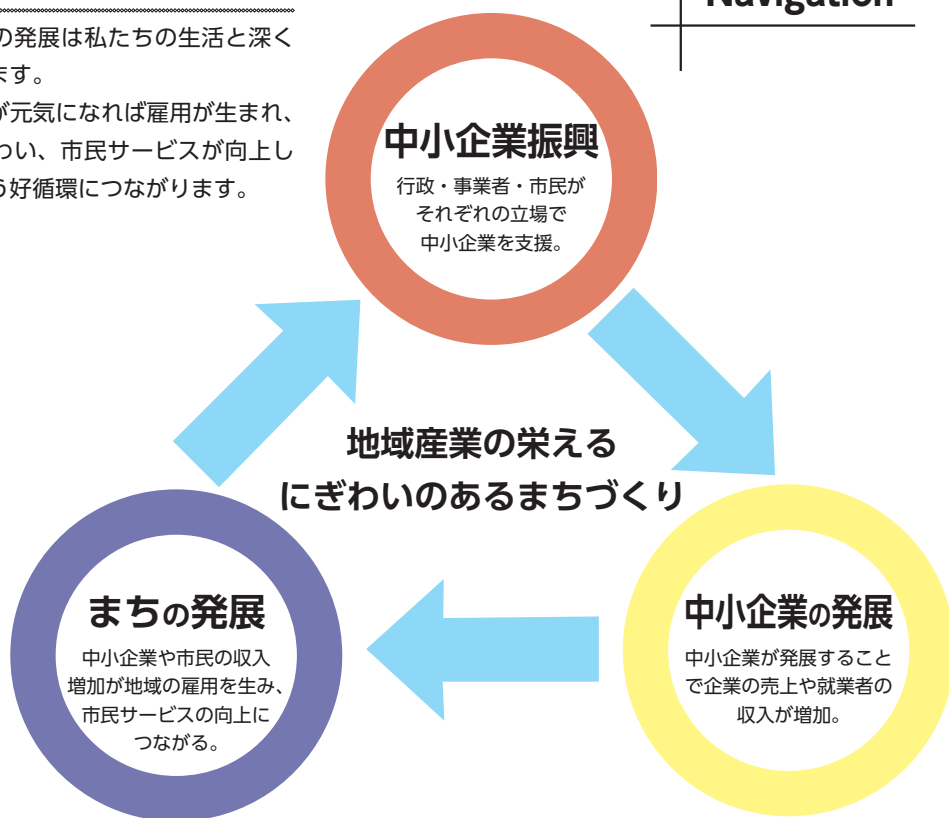 の発展は私たちの生活と深く
ます。
が元気になれば雇用が生まれ、
わい、市民サービスが向上し
う好循環につながります。
Navigation
中小企業振興
行政・事業者・市民が
それぞれの立場で
中小企業を支援。
地域産業の栄える
にぎわいのあるまちづくり
まちの発展
中小企業や市民の収入
増加が地域の雇用を生み、
市民サービスの向上に
つながる。
中小企業の発展
中小企業が発展すること
で企業の売上や就業者の
収入が増加。